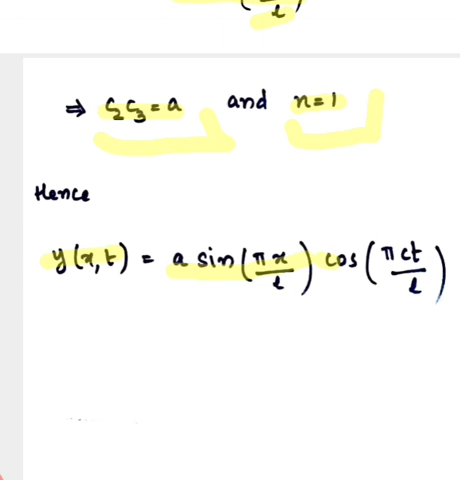 (—/l)
⇒ c₂c₃ = a and n = 1
Hence
y(x,t) = a sin(πx/l) cos(πct/l)